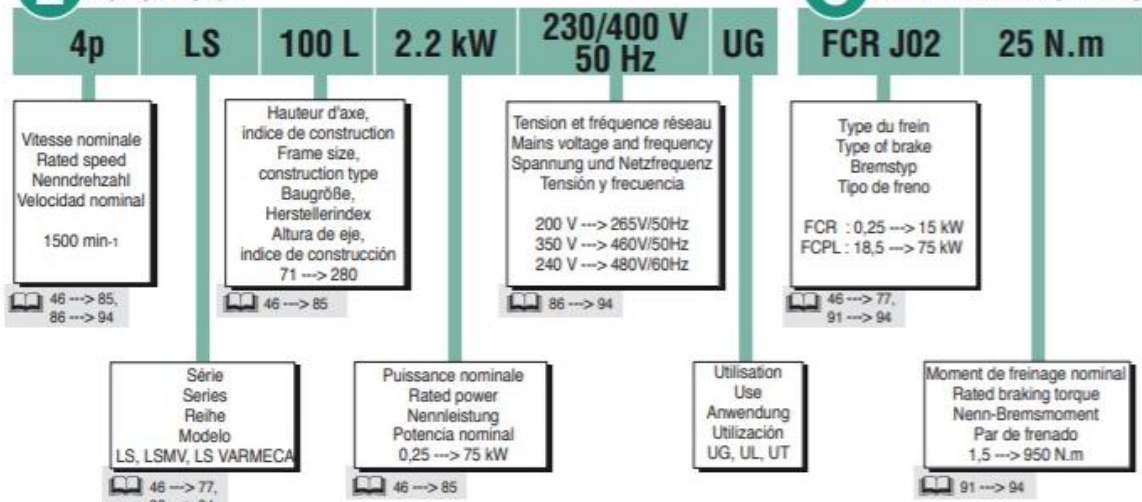 4p LS 100 L 2.2 kW 230/400 V 50 Hz UG FCR J02 25 N.m
Vitesse nominale
Rated speed
Nenndrehzahl
Velocidad nominal
1500 min-1
46 ---> 85,
86 ---> 94
Hauteur d'axe,
indice de construction
Frame size,
construction type
Baugröße,
Herstellerindex
Altura de eje,
indice de construcción
71 ---> 280
46 ---> 85
Tension et fréquence réseau
Mains voltage and frequency
Spannung und Netzfrequenz
Tensión y frecuencia
200 V ---> 265V/50Hz
350 V ---> 460V/50Hz
240 V ---> 480V/60Hz
86 ---> 94
Type du frein
Type of brake
Bremstyp
Tipo de freno
FCR : 0,25 ---> 15 kW
FCPL : 18,5 ---> 75 kW
46 ---> 77,
91 ---> 94
Série
Series
Reihe
Modelo
LS, LSMV, LS VARMECA
46 ---> 77,
Puissance nominale
Rated power
Nennleistung
Potencia nominal
0,25 ---> 75 kW
46 ---> 85
Utilisation
Use
Anwendung
Utilización
UG, UL, UT
Moment de freinage nominal
Rated braking torque
Nenn-Bremsmoment
Par de frenado
1,5 ---> 950 N.m
91 ---> 94